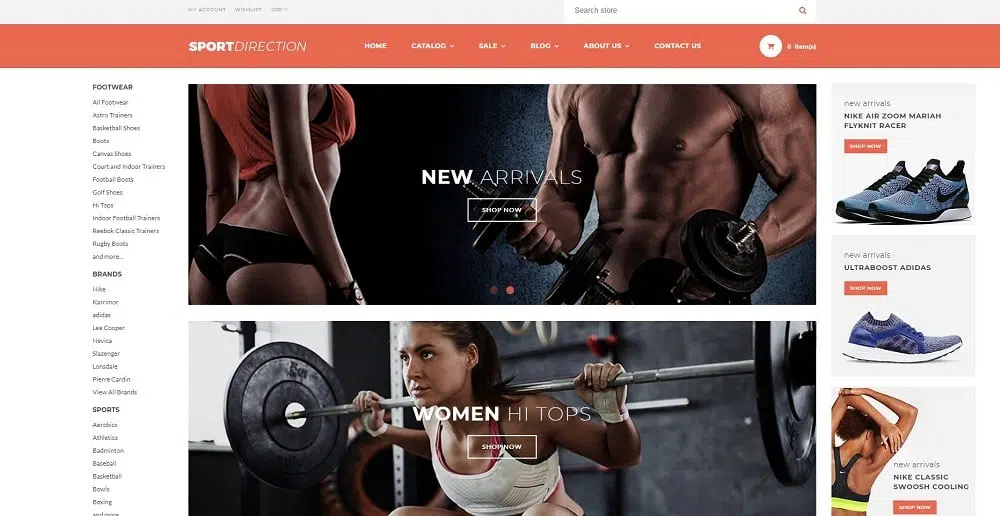 MY ACCOUNT WISHLIST USD
Search store
SPORTDIRECTION
HOME CATALOG SALE BLOG ABOUT US CONTACT US
0 item(s)
FOOTWEAR
All Footwear
Astro Trainers
Basketball Shoes
Boots
Canvas Shoes
Court and Indoor Trainers
Football Boots
Golf Shoes
Hi Tops
Indoor Football Trainers
Reebok Classic Trainers
Rugby Boots
and more...
BRANDS
Nike
Karrimor
adidas
Lee Cooper
Nevica
Slazenger
Lonsdale
Pierre Cardin
View All Brands
SPORTS
Aerobics
Athletics
Badminton
Baseball
Basketball
Bowls
Boxing
and more
NEW ARRIVALS
SHOP NOW
WOMEN HI TOPS
SHOP NOW
new arrivals
NIKE AIR ZOOM MARIAH
FLYKNIT RACER
SHOP NOW
new arrivals
ULTRABOOST ADIDAS
SHOP NOW
new arrivals
NIKE CLASSIC
SWOOSH COOLING
SHOP NOW